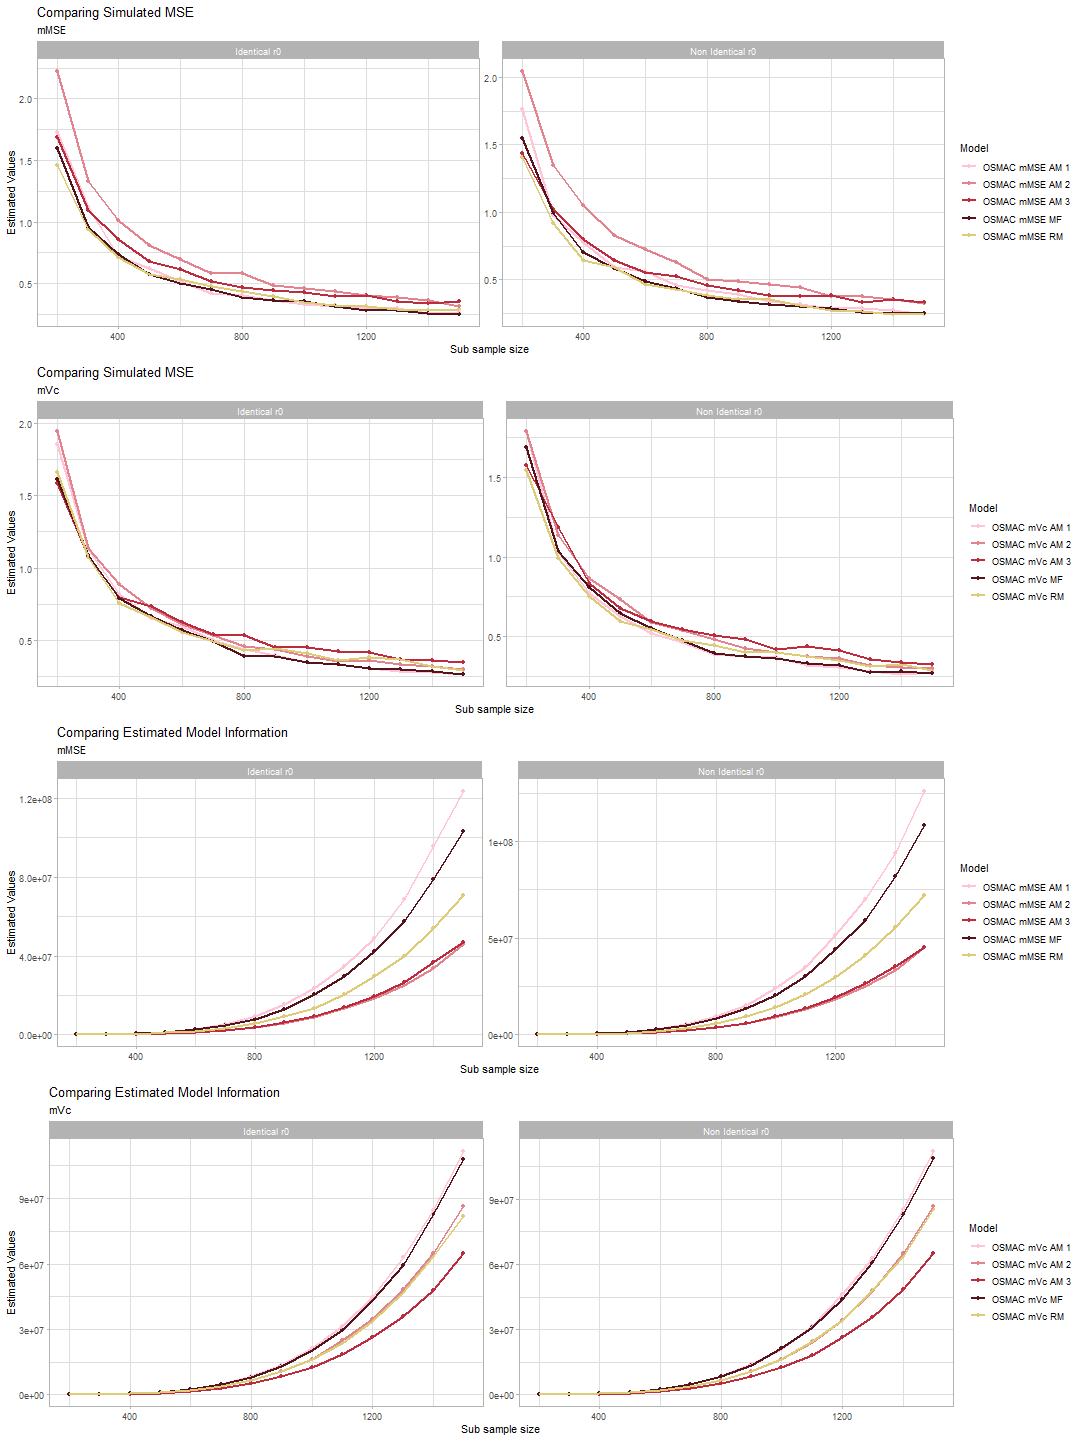 Comparing Simulated MSE
mMSE
Identical r0
Non Identical r0
Estimated Values
2.0
1.5
1.0
0.5
400
800
1200
2.0
1.5
1.0
0.5
400
800
1200
Sub sample size
Model
OSMAC mMSE AM 1
OSMAC mMSE AM 2
OSMAC mMSE AM 3
OSMAC mMSE MF
OSMAC mMSE RM
Comparing Simulated MSE
mVc
Identical r0
Non Identical r0
Estimated Values
2.0
1.5
1.0
0.5
400
800
1200
1.5
1.0
0.5
400
800
1200
Sub sample size
Model
OSMAC mVc AM 1
OSMAC mVc AM 2
OSMAC mVc AM 3
OSMAC mVc MF
OSMAC mVc RM
Comparing Estimated Model Information
mMSE
Identical r0
Non Identical r0
Estimated Values
1.2e+08
8.0e+07
4.0e+07
0.0e+00
400
800
1200
1e+08
5e+07
0e+00
400
800
1200
Sub sample size
Model
OSMAC mMSE AM 1
OSMAC mMSE AM 2
OSMAC mMSE AM 3
OSMAC mMSE MF
OSMAC mMSE RM
Comparing Estimated Model Information
mVc
Identical r0
Non Identical r0
Estimated Values
9e+07
6e+07
3e+07
0e+00
400
800
1200
9e+07
6e+07
3e+07
0e+00
400
800
1200
Sub sample size
Model
OSMAC mVc AM 1
OSMAC mVc AM 2
OSMAC mVc AM 3
OSMAC mVc MF
OSMAC mVc RM